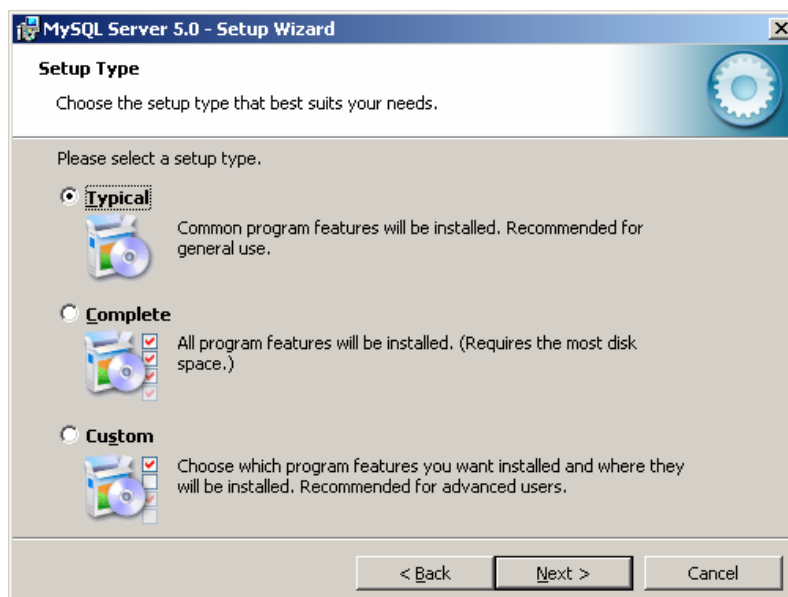 MySQL Server 5.0 - Setup Wizard
Setup Type
Choose the setup type that best suits your needs.
Please select a setup type.
Typical
Common program features will be installed. Recommended for
general use.
Complete
All program features will be installed. (Requires the most disk
space.)
Custom
Choose which program features you want installed and where they
will be installed. Recommended for advanced users.
< Back Next > Cancel